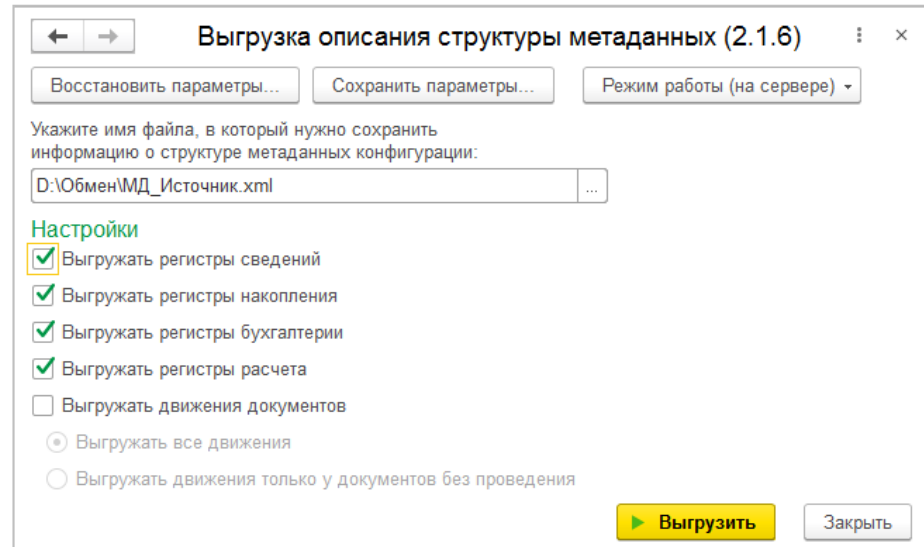 Выгрузка описания структуры метаданных (2.1.6)
Восстановить параметры... Сохранить параметры... Режим работы (на сервере)
Укажите имя файла, в который нужно сохранить
информацию о структуре метаданных конфигурации:
D:\Обмен\МД_Источник.xml ...
Настройки
Выгружать регистры сведений
Выгружать регистры накопления
Выгружать регистры бухгалтерии
Выгружать регистры расчета
Выгружать движения документов
Выгружать все движения
Выгружать движения только у документов без проведения
Выгрузить Закрыть